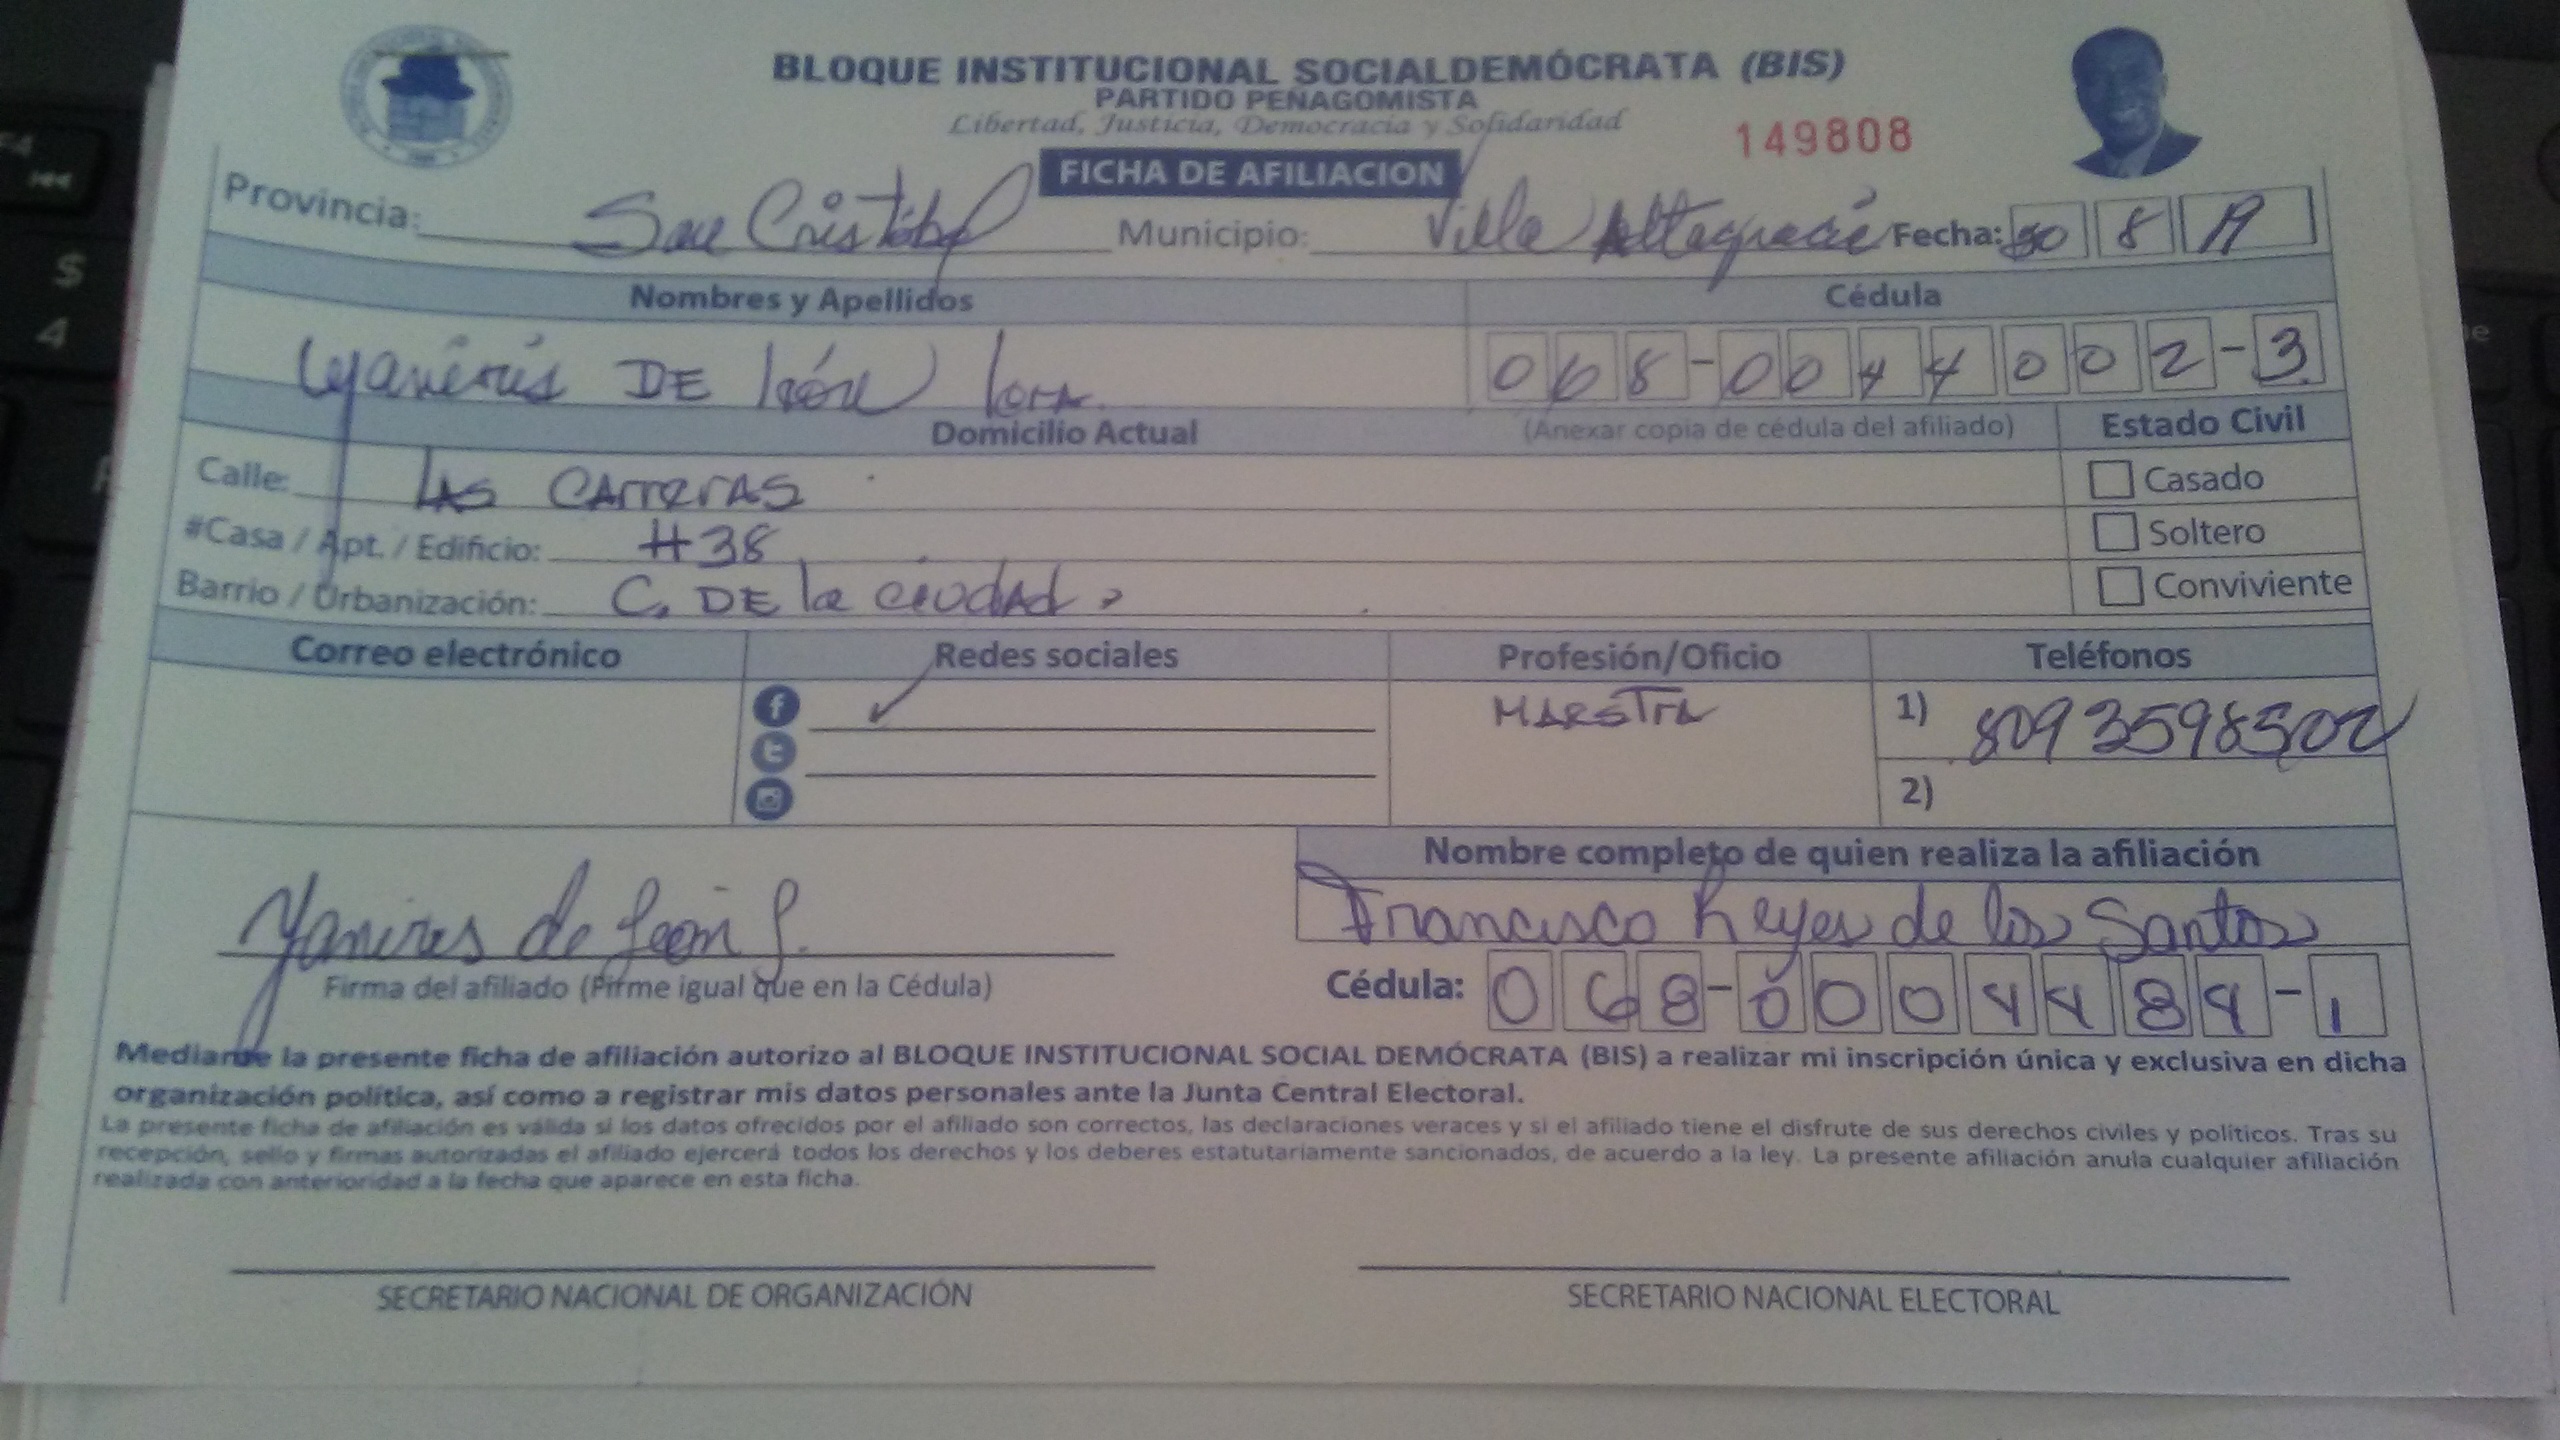 BLOQUE INSTITUCIONAL SOCIALDEMÓCRATA (BIS)
PARTIDO PEÑAGOMISTA
Libertad, Justicia, Democracia y Solidaridad
149808
FICHA DE AFILIACION
Provincia: San Cristóbal Municipio: Villa Altagracia Fecha: 30 8 19
Nombres y Apellidos Cédula
Yaniris DE León Lora 068-0044002-3
Domicilio Actual (Anexar copia de cédula del afiliado) Estado Civil
Calle: LAS CArrerAS Casado
#Casa / Apt. / Edificio: #38 Soltero
Barrio / Urbanización: C. DE la ciudAd Conviviente
Correo electrónico Redes sociales Profesión/Oficio Teléfonos
MAESTrA 1) 8093598502
2)
Nombre completo de quien realiza la afiliación
Yanires de León L. Francisco Reyes de los Santos
Firma del afiliado (Firme igual que en la Cédula) Cédula: 068-0004484-1
Mediante la presente ficha de afiliación autorizo al BLOQUE INSTITUCIONAL SOCIAL DEMÓCRATA (BIS) a realizar mi inscripción única y exclusiva en dicha
organización política, así como a registrar mis datos personales ante la Junta Central Electoral.
La presente ficha de afiliación es válida si los datos ofrecidos por el afiliado son correctos, las declaraciones veraces y si el afiliado tiene el disfrute de sus derechos civiles y políticos. Tras su
recepción, sello y firmas autorizadas el afiliado ejercerá todos los derechos y los deberes estatutariamente sancionados, de acuerdo a la ley. La presente afiliación anula cualquier afiliación
realizada con anterioridad a la fecha que aparece en esta ficha.
SECRETARIO NACIONAL DE ORGANIZACIÓN SECRETARIO NACIONAL ELECTORAL